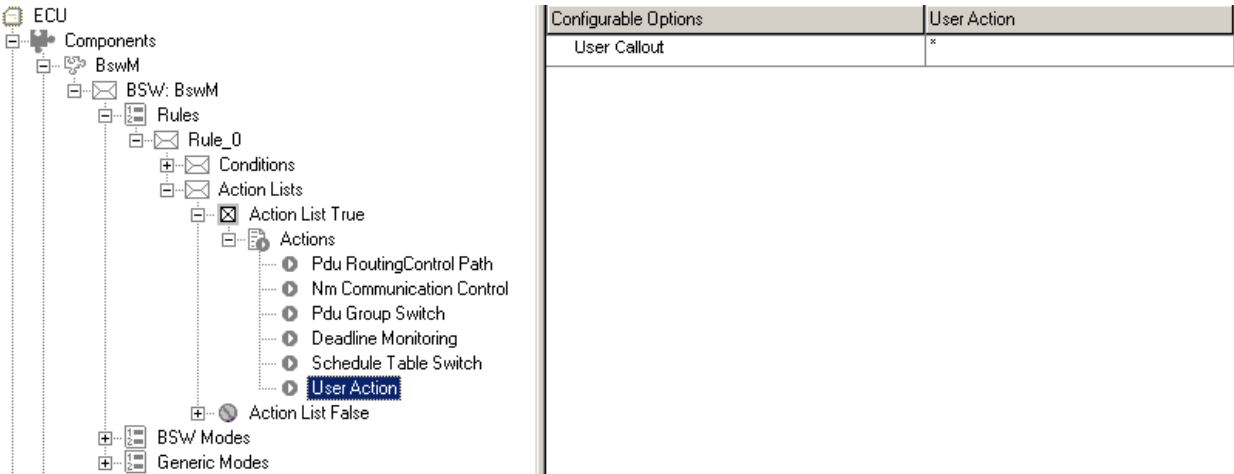 ECU
Components
BswM
BSW: BswM
Rules
Rule_0
Conditions
Action Lists
Action List True
Actions
Pdu RoutingControl Path
Nm Communication Control
Pdu Group Switch
Deadline Monitoring
Schedule Table Switch
User Action
Action List False
BSW Modes
Generic Modes
Configurable Options User Action
User Callout *